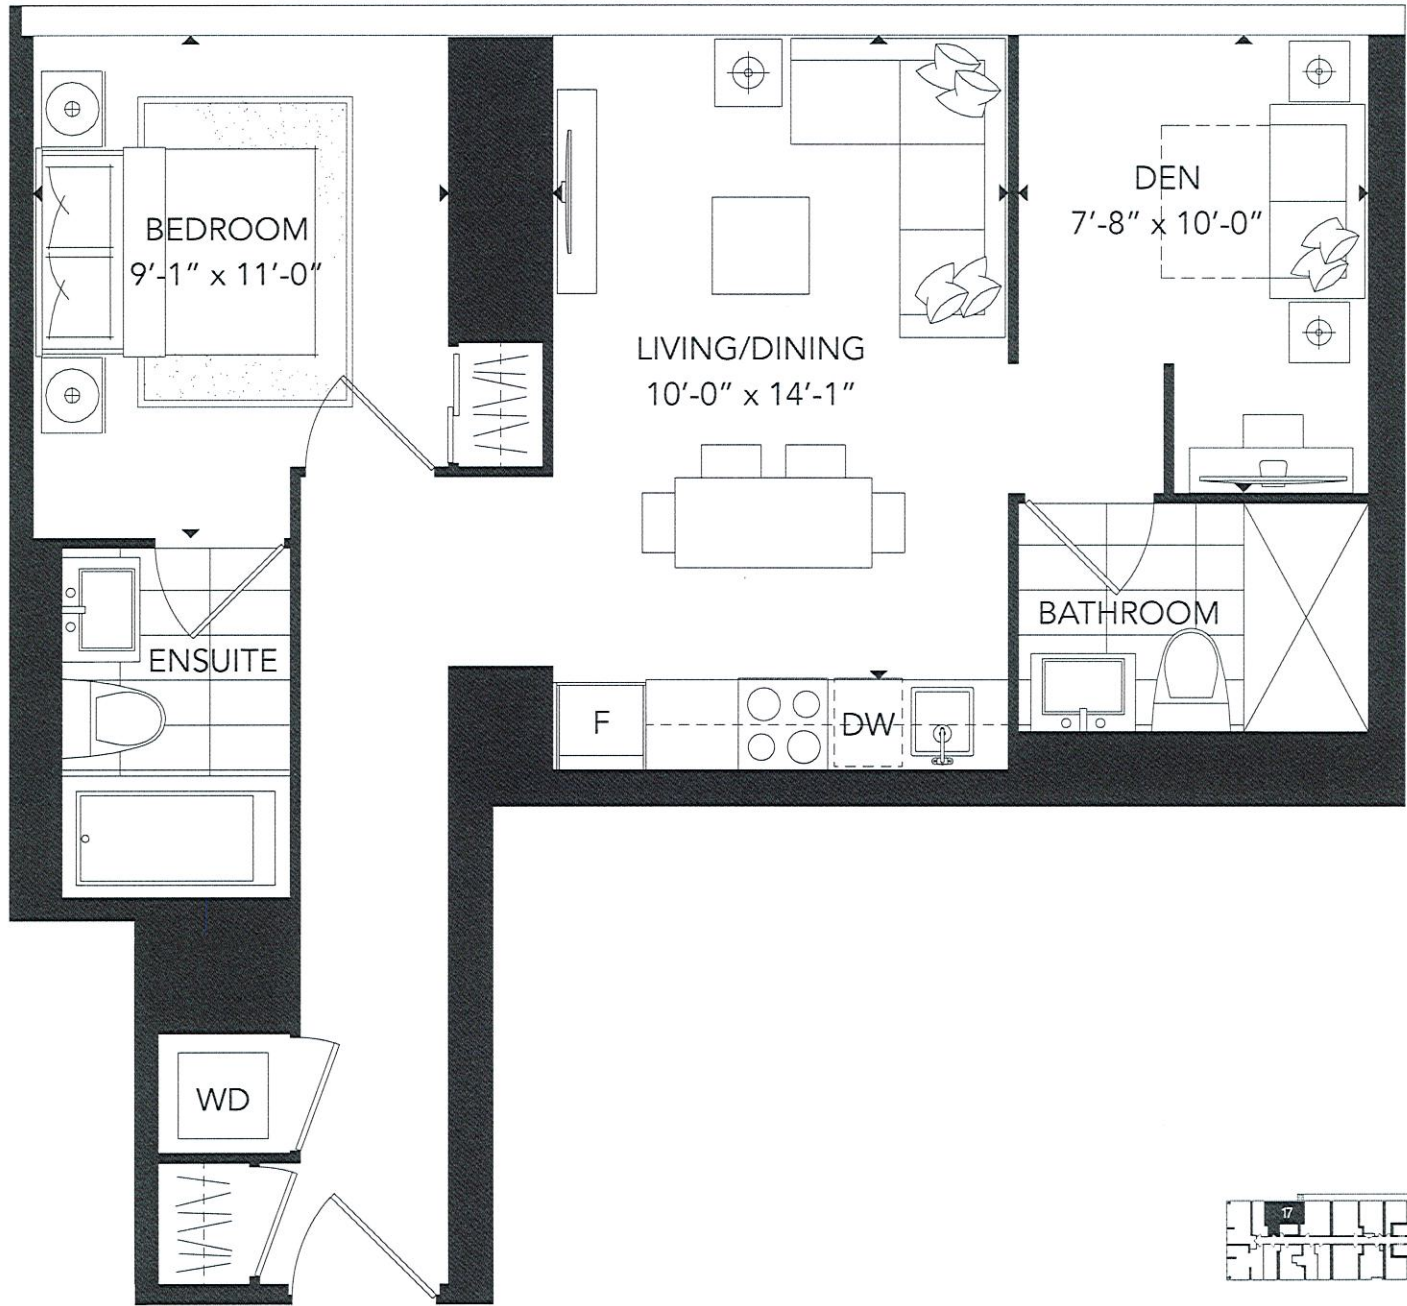 BEDROOM
9'-1" x 11'-0"
LIVING/DINING
10'-0" x 14'-1"
DEN
7'-8" x 10'-0"
ENSUITE
BATHROOM
F
DW
WD
17